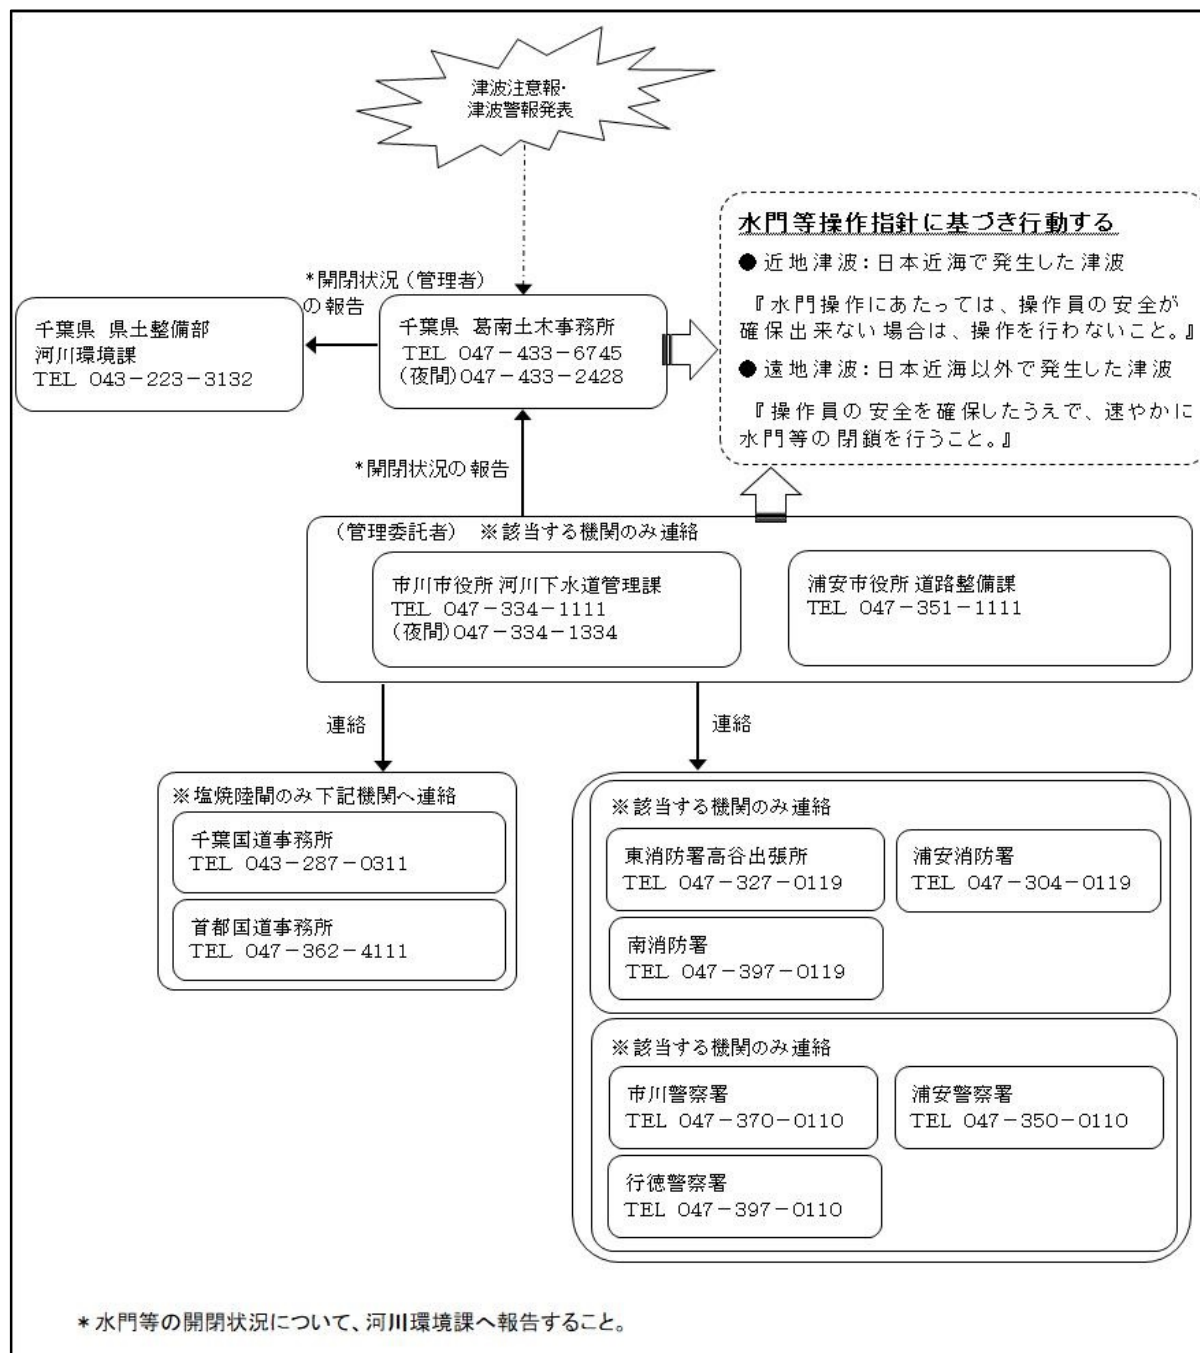 津波注意報・
津波警報発表
水門等操作指針に基づき行動する
●近地津波:日本近海で発生した津波
『水門操作にあたっては、操作員の安全が
確保出来ない場合は、操作を行わないこと。』
●遠地津波:日本近海以外で発生した津波
『操作員の安全を確保したうえで、速やかに
水門等の閉鎖を行うこと。』
*開閉状況(管理者)
の報告
千葉県 県土整備部
河川環境課
TEL 043-223-3132
千葉県 葛南土木事務所
TEL 047-433-6745
(夜間)047-433-2428
*開閉状況の報告
(管理委託者) ※該当する機関のみ連絡
市川市役所 河川下水道管理課
TEL 047-334-1111
(夜間)047-334-1334
浦安市役所 道路整備課
TEL 047-351-1111
連絡
連絡
※塩焼陸閘のみ下記機関へ連絡
千葉国道事務所
TEL 043-287-0311
首都国道事務所
TEL 047-362-4111
※該当する機関のみ連絡
東消防署高谷出張所
TEL 047-327-0119
浦安消防署
TEL 047-304-0119
南消防署
TEL 047-397-0119
※該当する機関のみ連絡
市川警察署
TEL 047-370-0110
浦安警察署
TEL 047-350-0110
行徳警察署
TEL 047-397-0110
*水門等の開閉状況について、河川環境課へ報告すること。